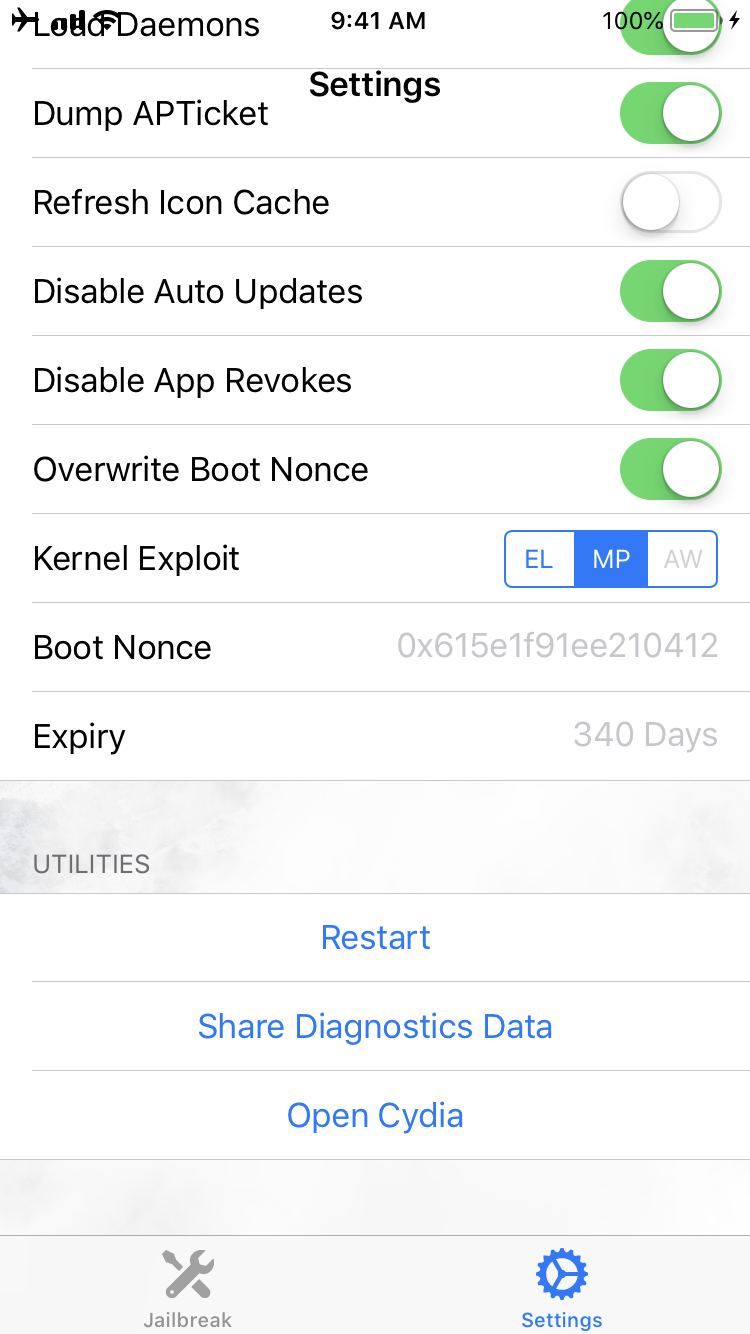 Load Daemons
9:41 AM
100%
Settings
Dump APTicket
Refresh Icon Cache
Disable Auto Updates
Disable App Revokes
Overwrite Boot Nonce
Kernel Exploit EL MP AW
Boot Nonce 0x615e1f91ee210412
Expiry 340 Days
UTILITIES
Restart
Share Diagnostics Data
Open Cydia
Jailbreak Settings